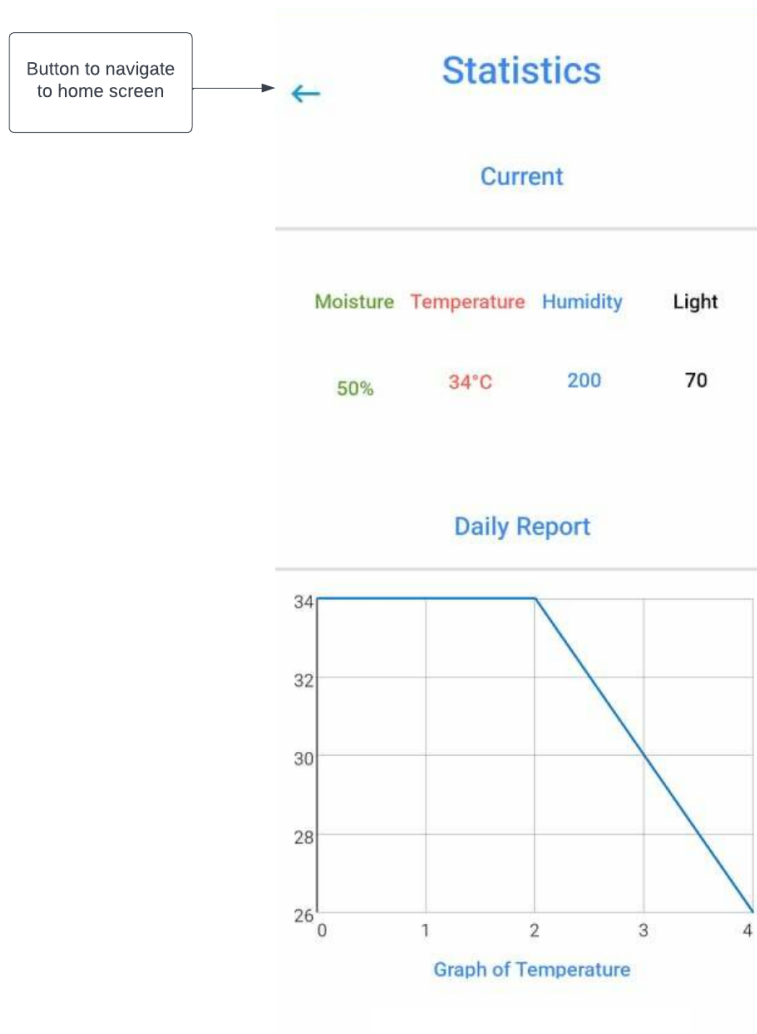 Button to navigate
to home screen
Statistics
Current
Moisture Temperature Humidity Light
50% 34°C 200 70
Daily Report
34
32
30
28
26
0 1 2 3 4
Graph of Temperature